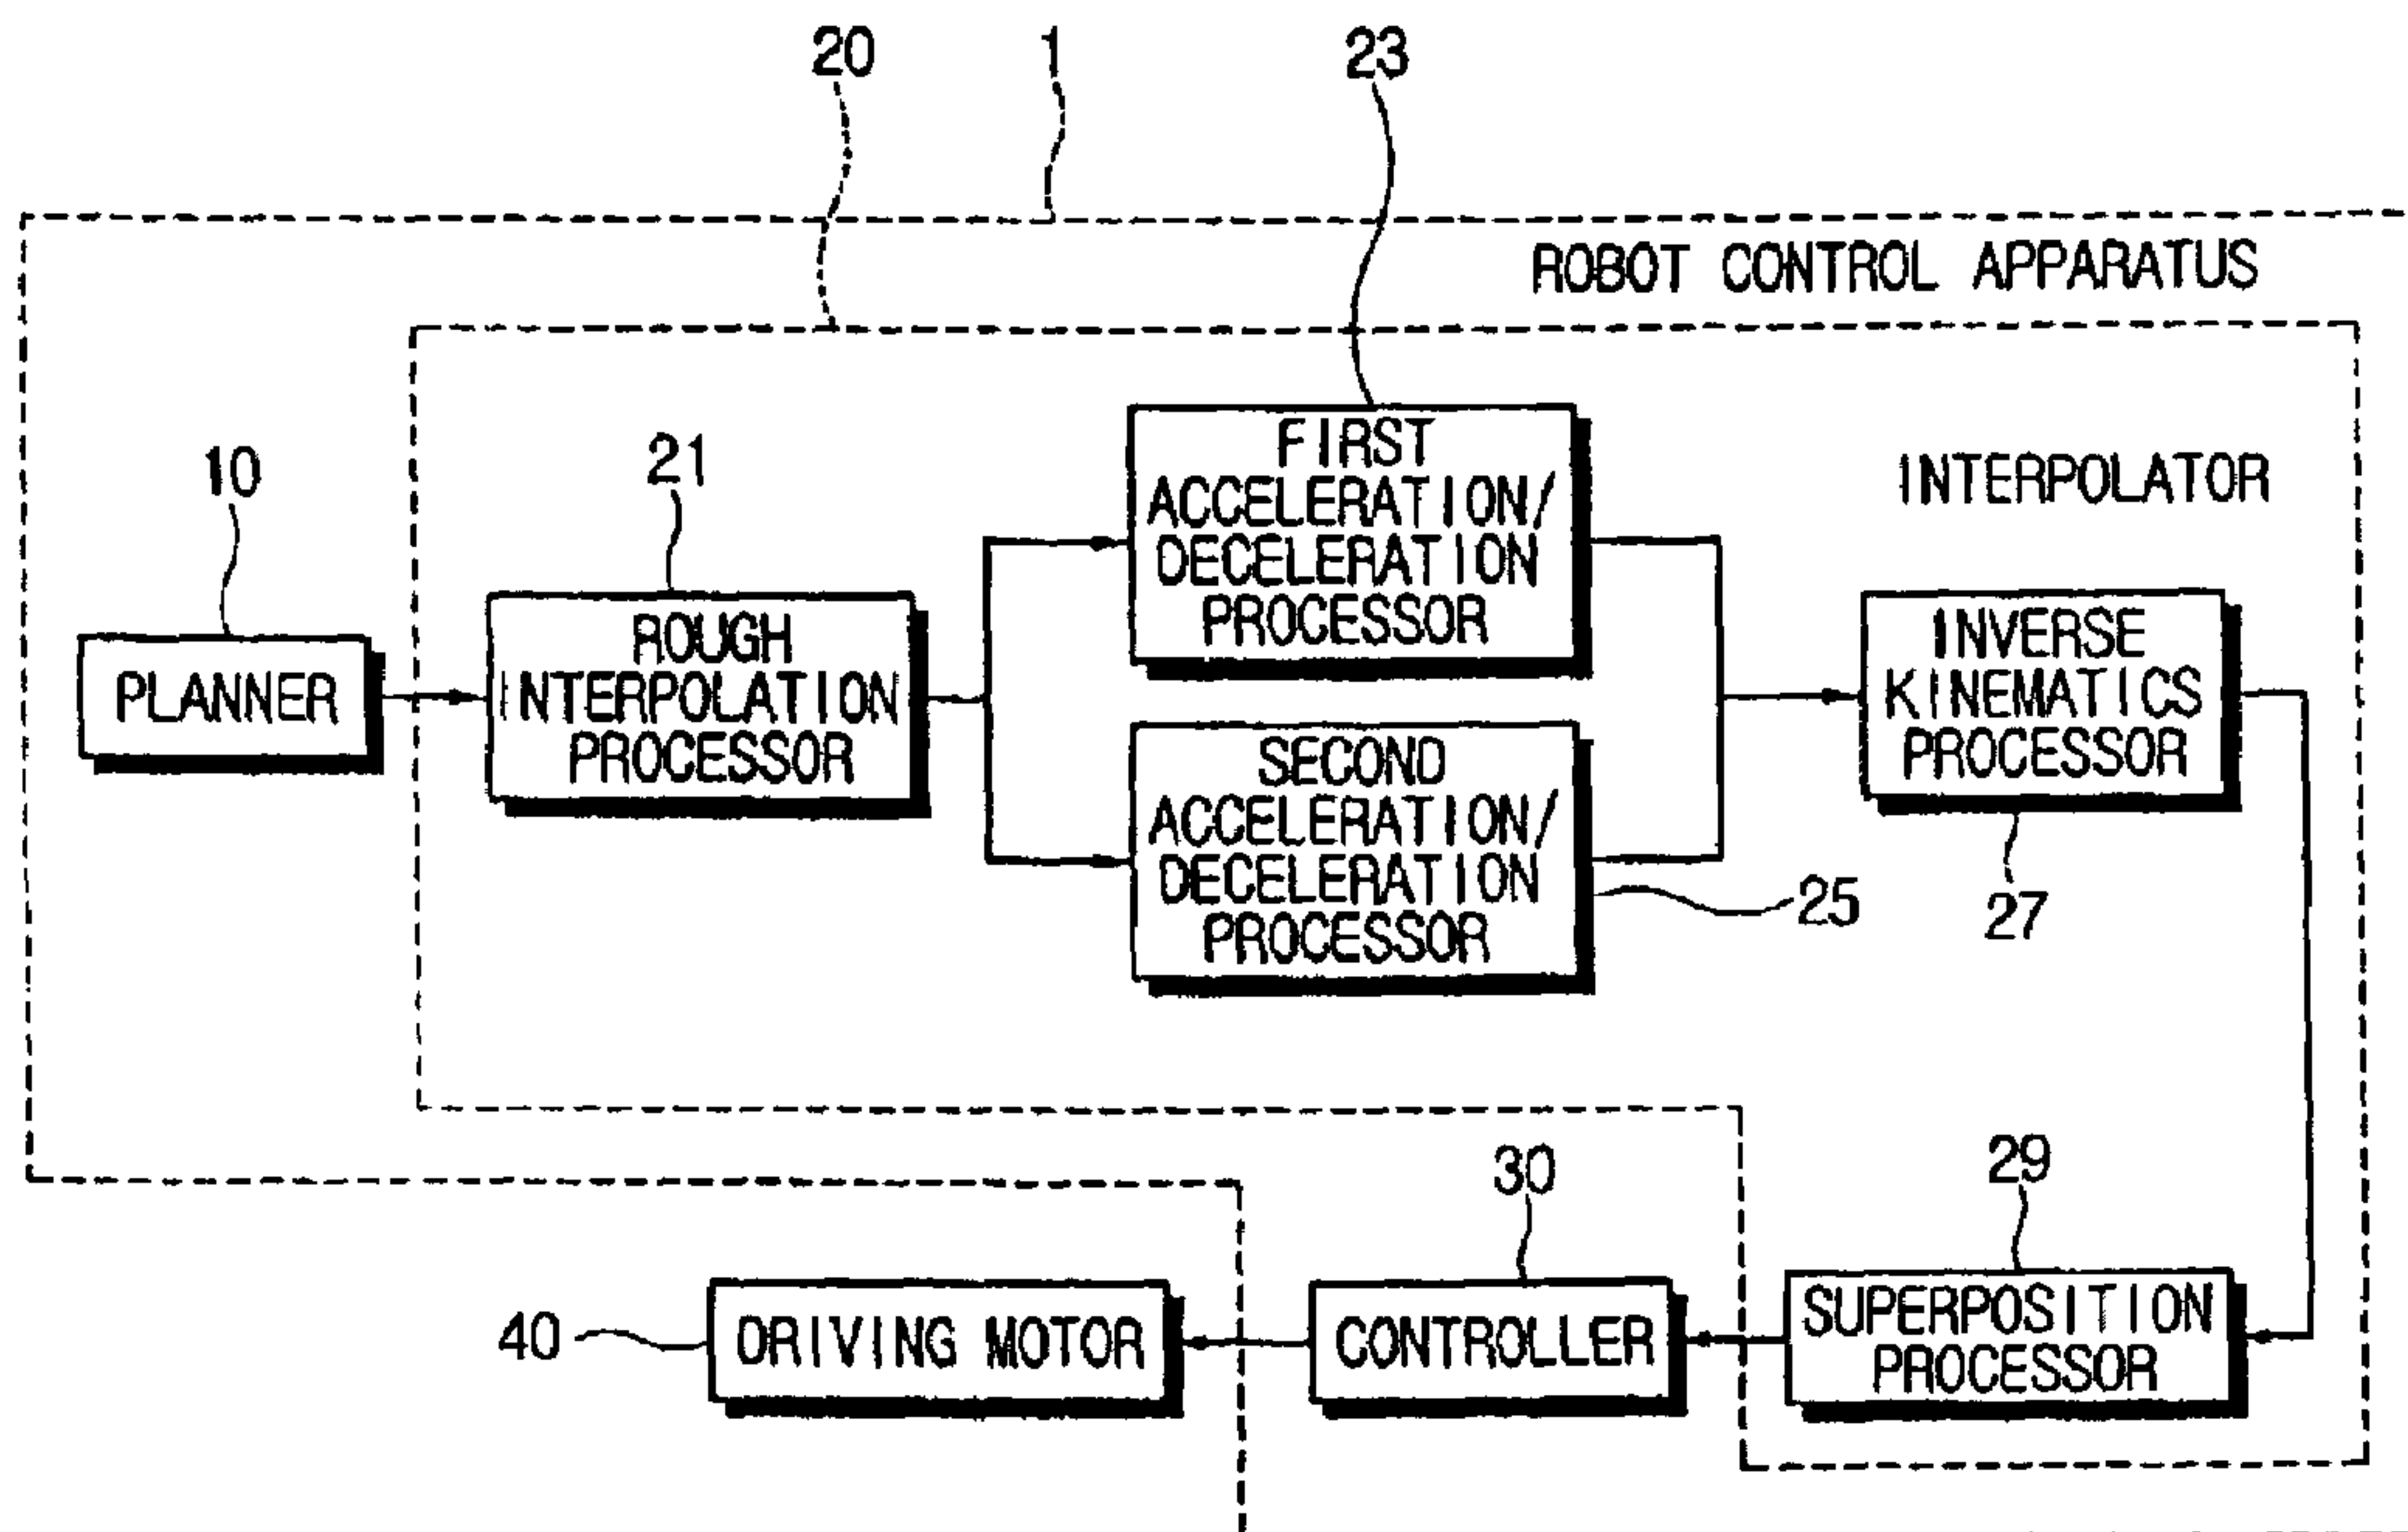 20
1
23
ROBOT CONTROL APPARATUS
10
21
FIRST
ACCELERATION/
DECELERATION
PROCESSOR
INTERPOLATOR
PLANNER
ROUGH
INTERPOLATION
PROCESSOR
SECOND
ACCELERATION/
DECELERATION
PROCESSOR
25
INVERSE
KINEMATICS
PROCESSOR
27
30
29
40
DRIVING MOTOR
CONTROLLER
SUPERPOSITION
PROCESSOR